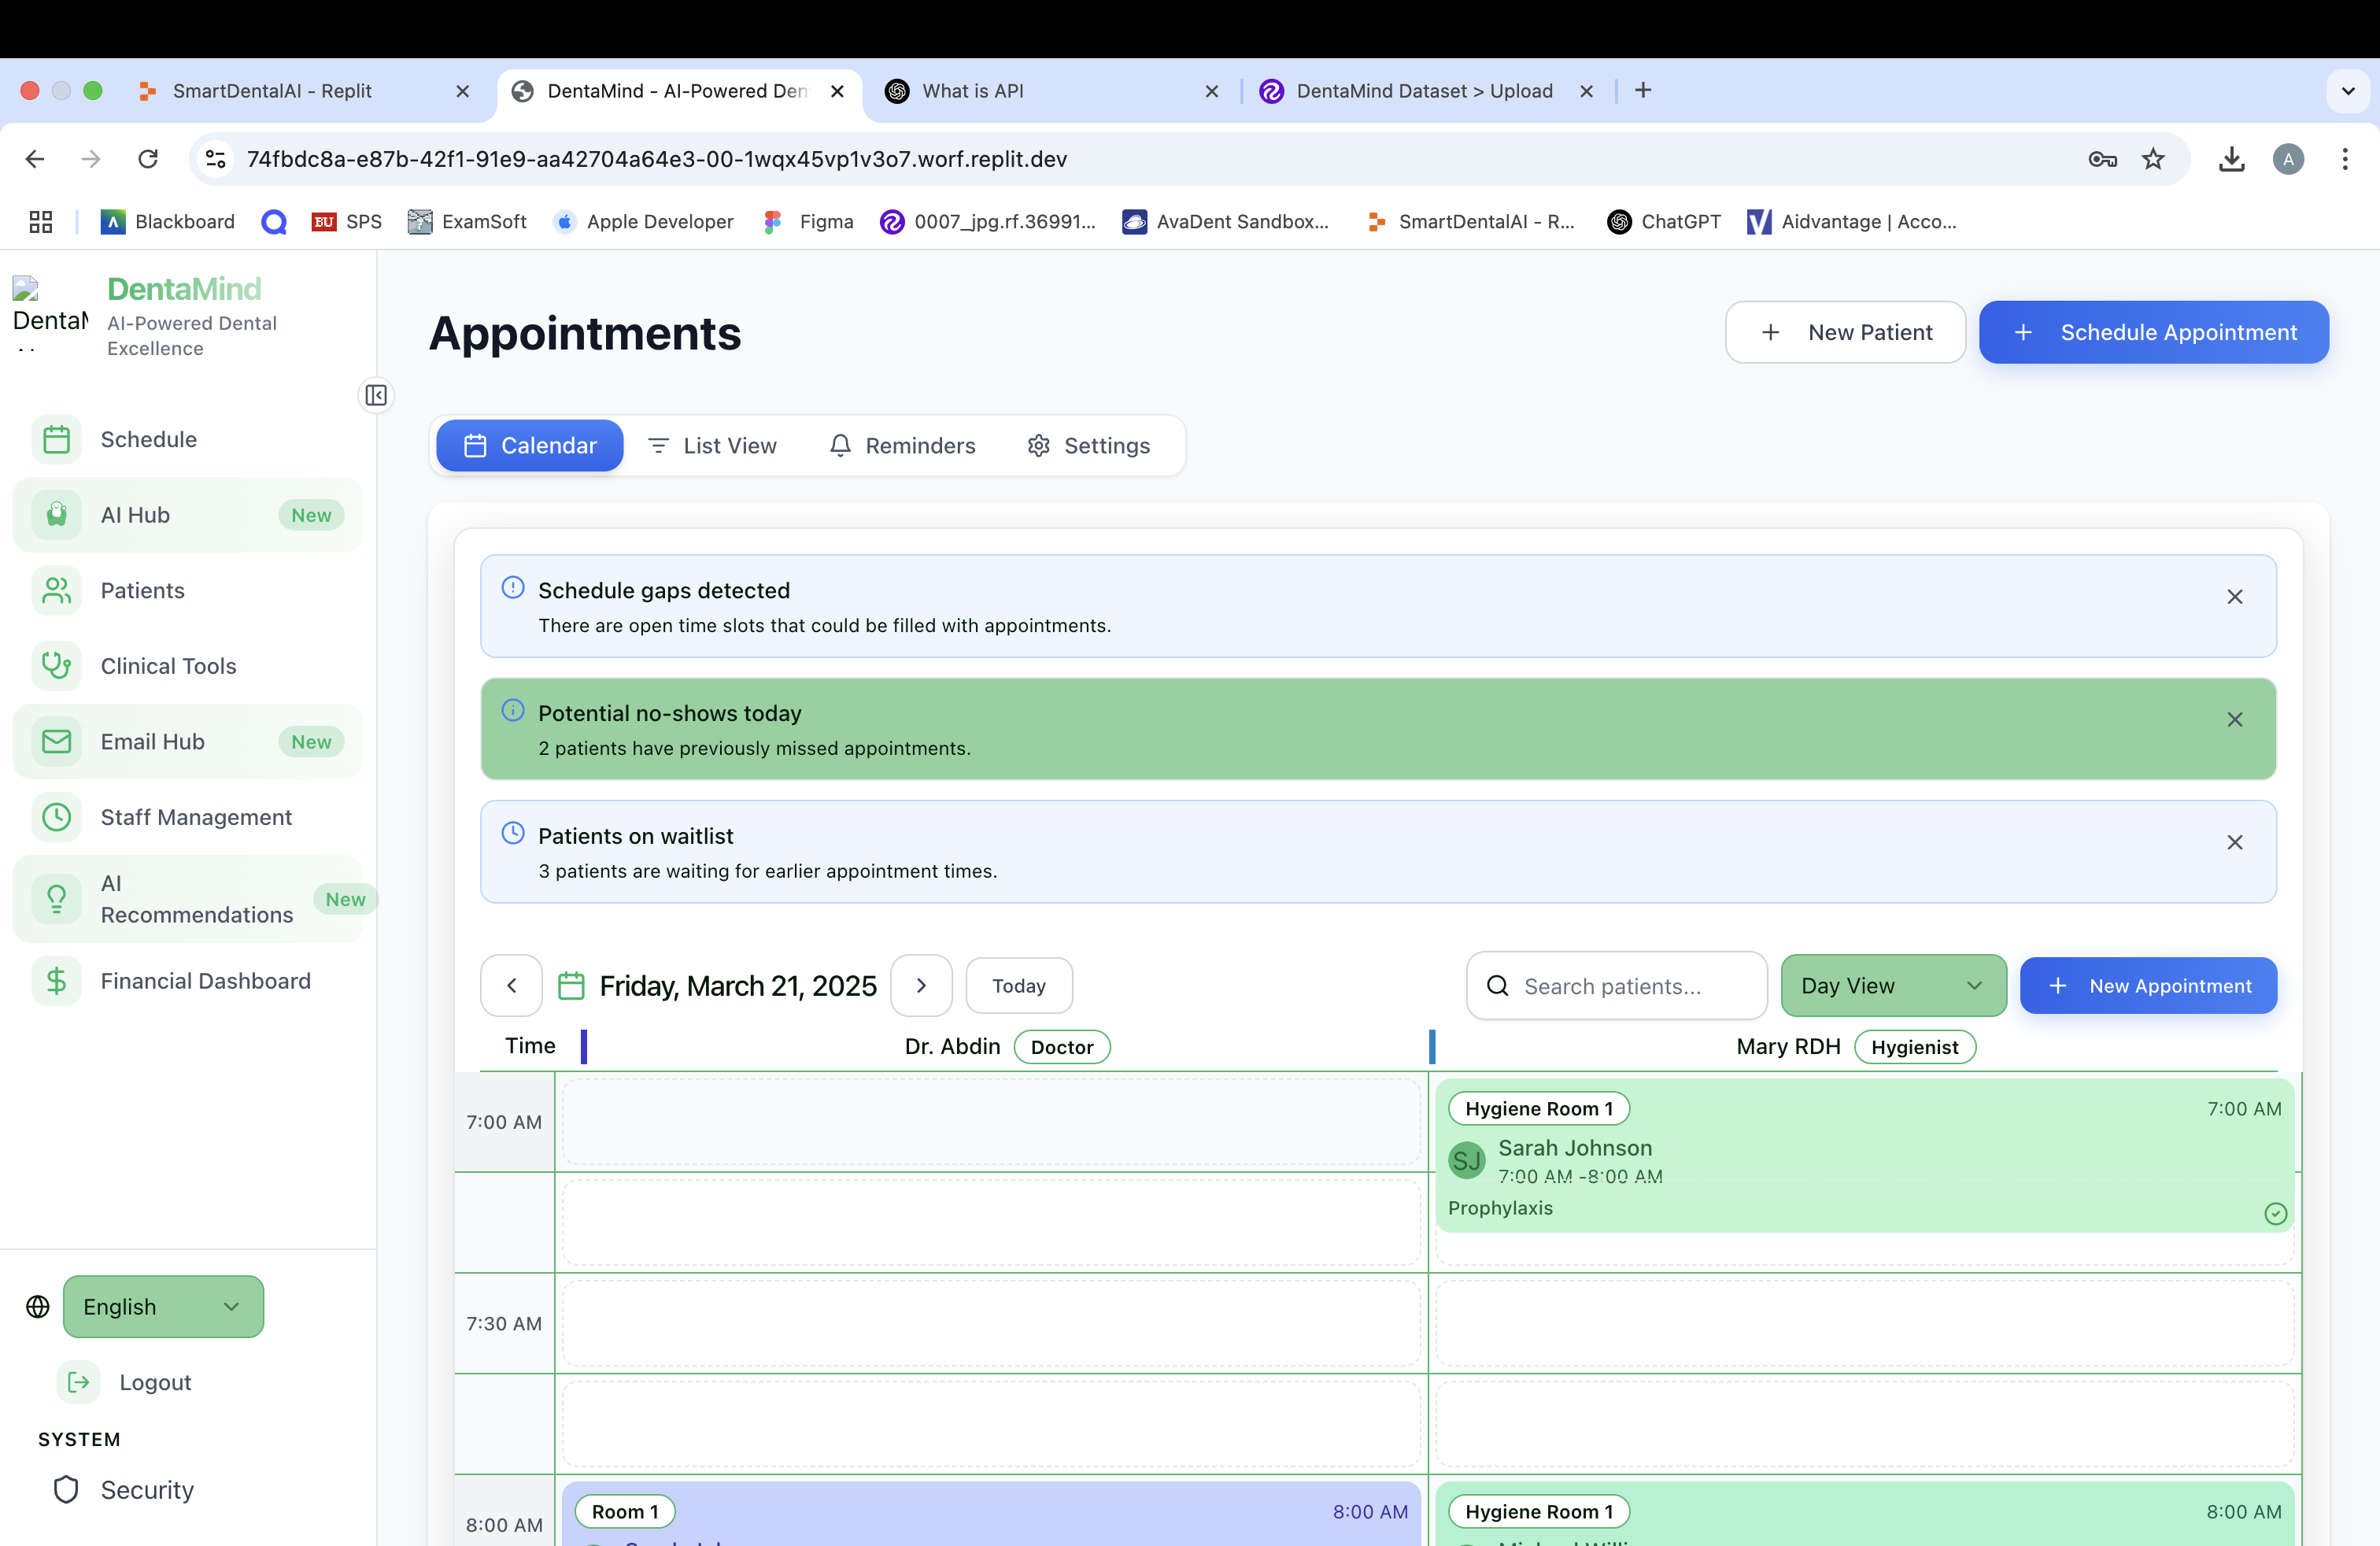 SmartDentalAI - Replit
DentaMind - AI-Powered Den
What is API
DentaMind Dataset > Upload
74fbdc8a-e87b-42f1-91e9-aa42704a64e3-00-1wqx45vp1v3o7.worf.replit.dev
A
Blackboard
BU SPS
ExamSoft
Apple Developer
Figma
0007_jpg.rf.36991...
AvaDent Sandbox...
SmartDentalAI - R...
ChatGPT
Aidvantage | Acco...
DentaMind
AI-Powered Dental
Excellence
Schedule
AI Hub New
Patients
Clinical Tools
Email Hub New
Staff Management
AI
Recommendations New
Financial Dashboard
English
Logout
SYSTEM
Security
Appointments
New Patient
Schedule Appointment
Calendar
List View
Reminders
Settings
Schedule gaps detected
There are open time slots that could be filled with appointments.
Potential no-shows today
2 patients have previously missed appointments.
Patients on waitlist
3 patients are waiting for earlier appointment times.
Friday, March 21, 2025
Today
Search patients...
Day View
New Appointment
Time
Dr. Abdin Doctor
Mary RDH Hygienist
7:00 AM
Hygiene Room 1 7:00 AM
SJ
Sarah Johnson
7:00 AM -8:00 AM
Prophylaxis
7:30 AM
8:00 AM
Room 1 8:00 AM
Hygiene Room 1 8:00 AM